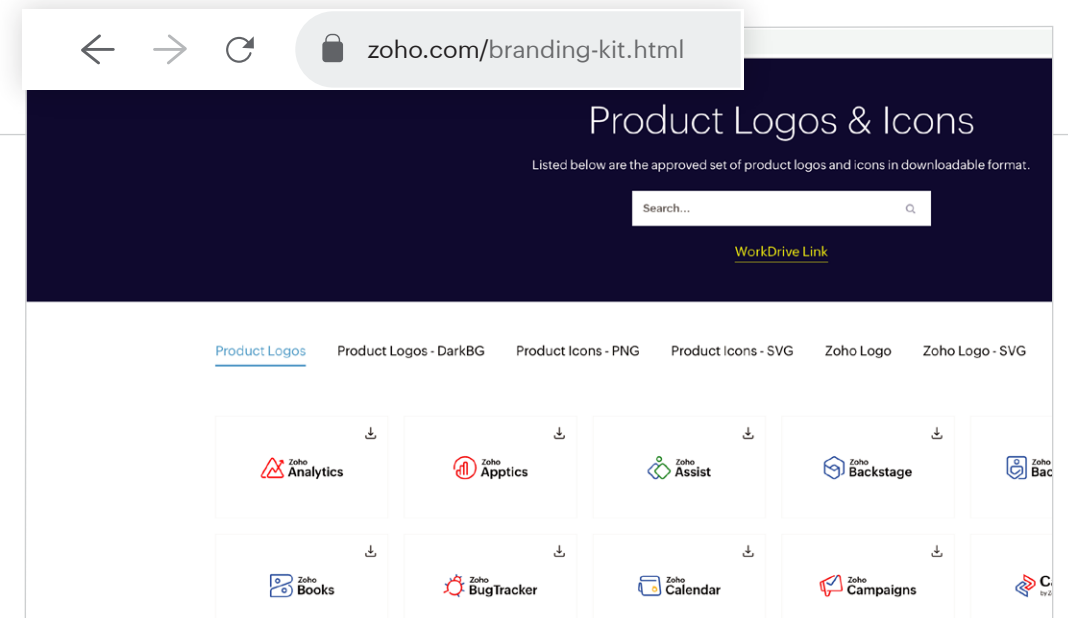 zoho.com/branding-kit.html
Product Logos & Icons
Listed below are the approved set of product logos and icons in downloadable format.
Search...
WorkDrive Link
Product Logos Product Logos - DarkBG Product Icons - PNG Product Icons - SVG Zoho Logo Zoho Logo - SVG
Zoho
Analytics
Zoho
Apptics
Zoho
Assist
Zoho
Backstage
Zoho
Zoho
Books
Zoho
BugTracker
Zoho
Calendar
Zoho
Campaigns